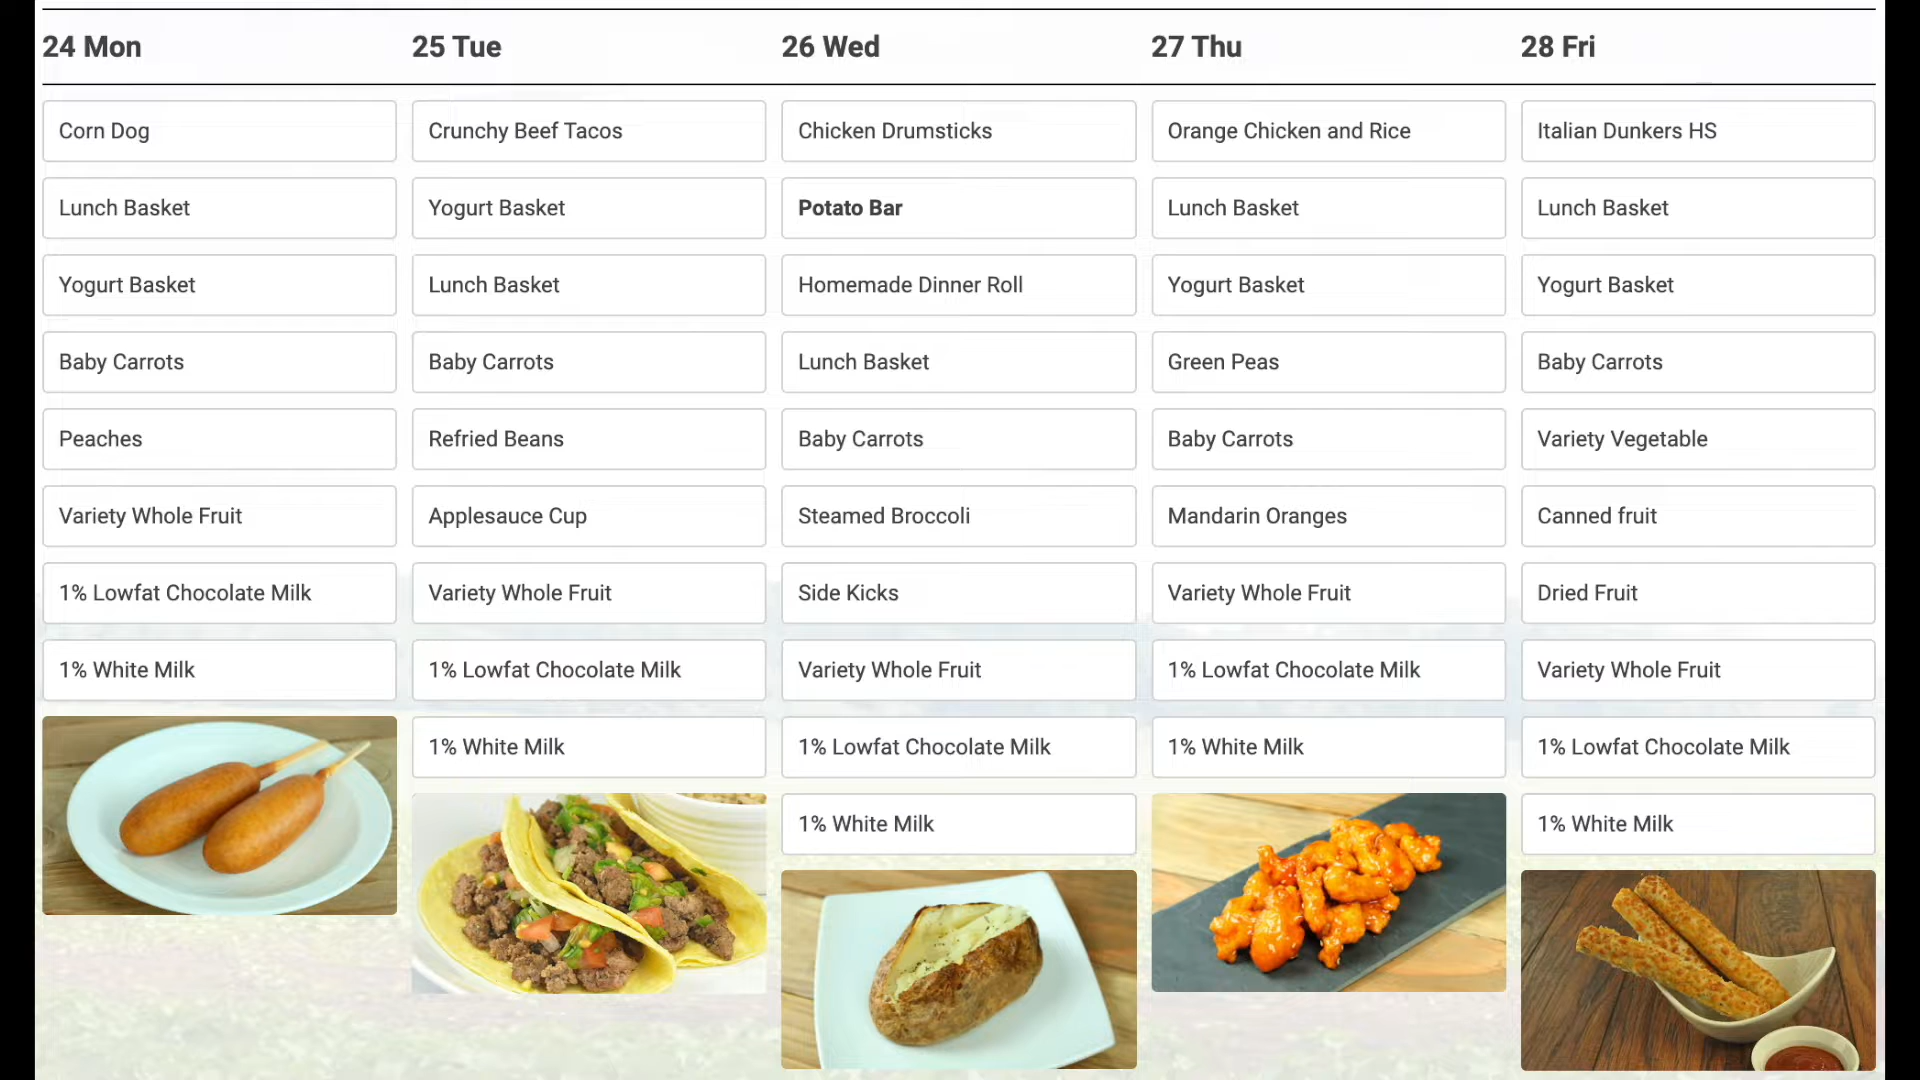 24 Mon
Corn Dog
Lunch Basket
Yogurt Basket
Baby Carrots
Peaches
Variety Whole Fruit
1% Lowfat Chocolate Milk
1% White Milk
25 Tue
Crunchy Beef Tacos
Yogurt Basket
Lunch Basket
Baby Carrots
Refried Beans
Applesauce Cup
Variety Whole Fruit
1% Lowfat Chocolate Milk
1% White Milk
26 Wed
Chicken Drumsticks
Potato Bar
Homemade Dinner Roll
Lunch Basket
Baby Carrots
Steamed Broccoli
Side Kicks
Variety Whole Fruit
1% Lowfat Chocolate Milk
1% White Milk
27 Thu
Orange Chicken and Rice
Lunch Basket
Yogurt Basket
Green Peas
Baby Carrots
Mandarin Oranges
Variety Whole Fruit
1% Lowfat Chocolate Milk
1% White Milk
28 Fri
Italian Dunkers HS
Lunch Basket
Yogurt Basket
Baby Carrots
Variety Vegetable
Canned fruit
Dried Fruit
Variety Whole Fruit
1% Lowfat Chocolate Milk
1% White Milk